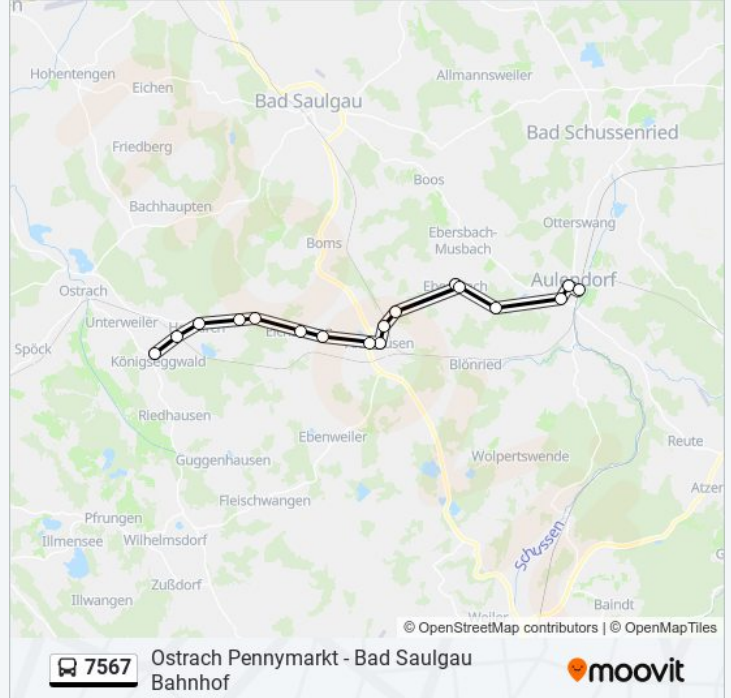 n
Hohentengen
Eichen
Allmannsweiler
Bad Saulgau
Bad Schussenried
Friedberg
Boos
Bachhaupten
Otterswang
Ebersbach-
Musbach
Boms
Aulendorf
Ostrach
Unterweiler
Spöck
Königseggwald
Blönried
Riedhausen
Ebenweiler
Reute
Guggenhausen
Wolpertswende
Atzer
Fleischwangen
Pfrungen
Illmensee
Wilhelmsdorf
Schussen
Zußdorf
Illwangen
Baindt
© OpenStreetMap contributors | © OpenMapTiles
7567
Ostrach Pennymarkt - Bad Saulgau
Bahnhof
moovit